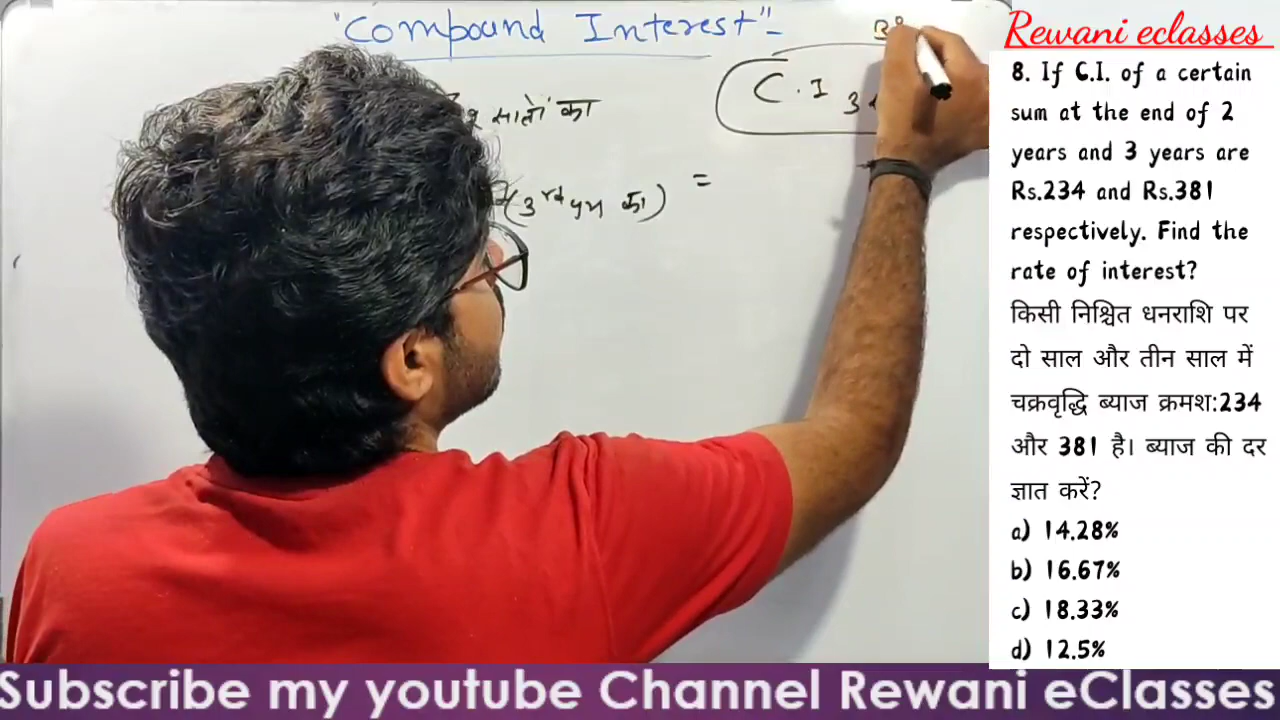 "Compound Interest"
Rewani eclasses
सालों का
C.I 3
(3rd का) =
8. If C.I. of a certain
sum at the end of 2
years and 3 years are
Rs.234 and Rs.381
respectively. Find the
rate of interest?
किसी निश्चित धनराशि पर
दो साल और तीन साल में
चक्रवृद्धि ब्याज क्रमश:234
और 381 है। ब्याज की दर
ज्ञात करें?
a) 14.28%
b) 16.67%
c) 18.33%
d) 12.5%
Subscribe my youtube Channel Rewani eClasses